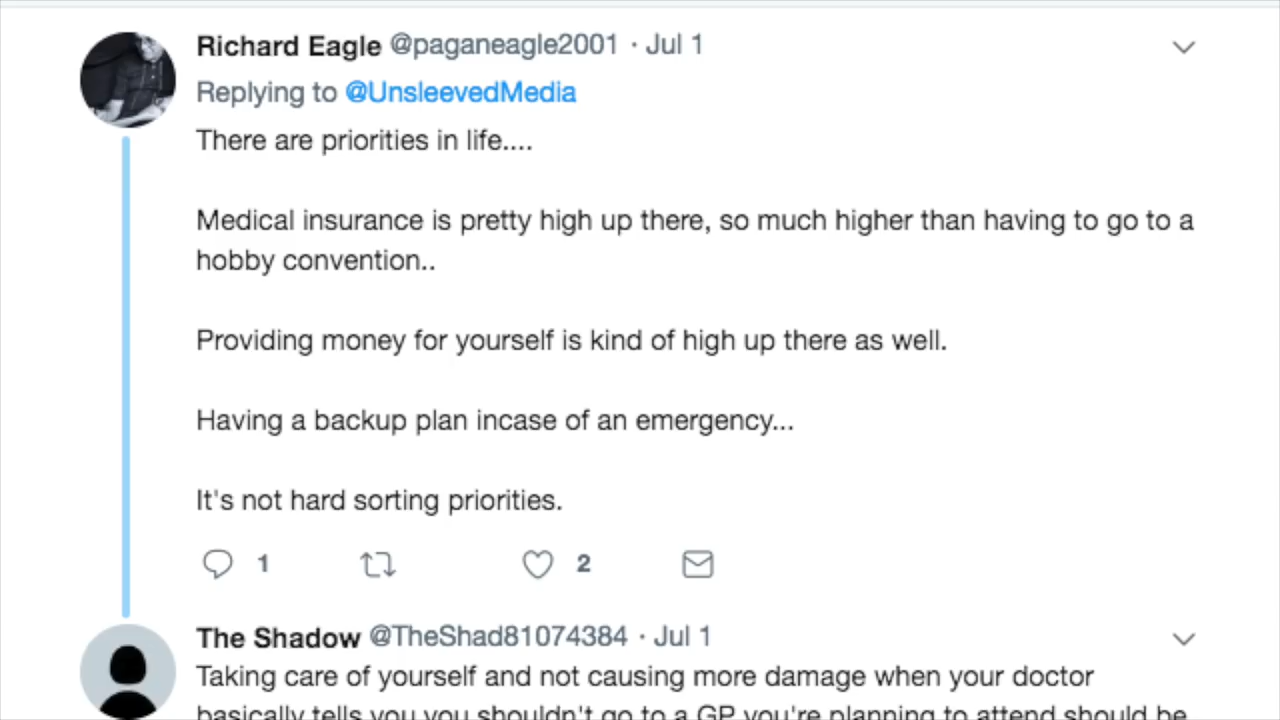 Richard Eagle @paganeagle2001 · Jul 1
Replying to @UnsleevedMedia
There are priorities in life....
Medical insurance is pretty high up there, so much higher than having to go to a
hobby convention..
Providing money for yourself is kind of high up there as well.
Having a backup plan incase of an emergency...
It's not hard sorting priorities.
1 2
The Shadow @TheShad81074384 · Jul 1
Taking care of yourself and not causing more damage when your doctor
basically tells you you shouldn't go to a GP you're planning to attend should be